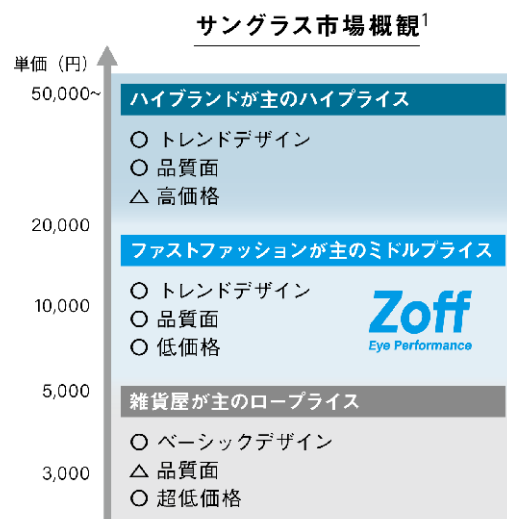 サングラス市場概観1
単価（円）
50,000~
ハイブランドが主のハイプライス
○ トレンドデザイン
○ 品質面
△ 高価格
20,000
ファストファッションが主のミドルプライス
○ トレンドデザイン
10,000
○ 品質面
○ 低価格
Zoff
Eye Performance
5,000
雑貨屋が主のロープライス
○ ベーシックデザイン
3,000
△ 品質面
○ 超低価格